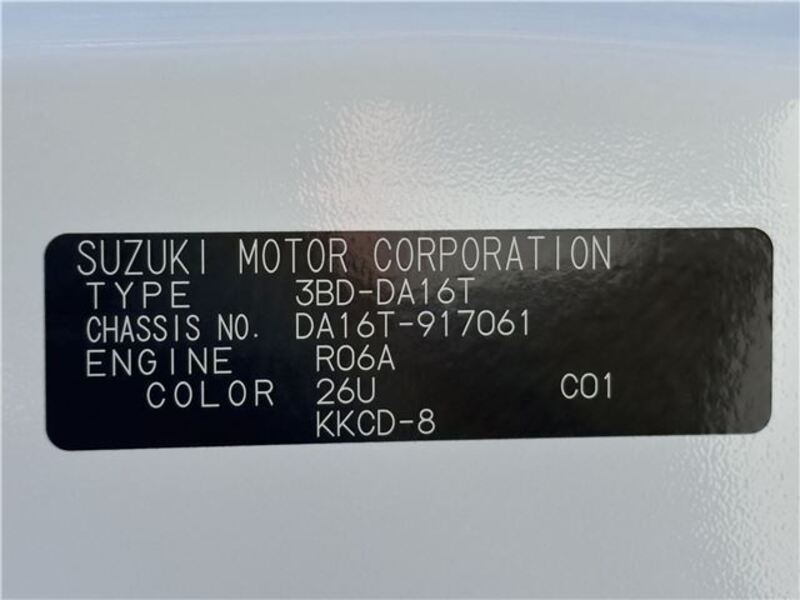 SUZUKI MOTOR CORPORATION
TYPE 3BD-DA16T
CHASSIS NO. DA16T-917061
ENGINE R06A
COLOR 26U C01
KKCD-8